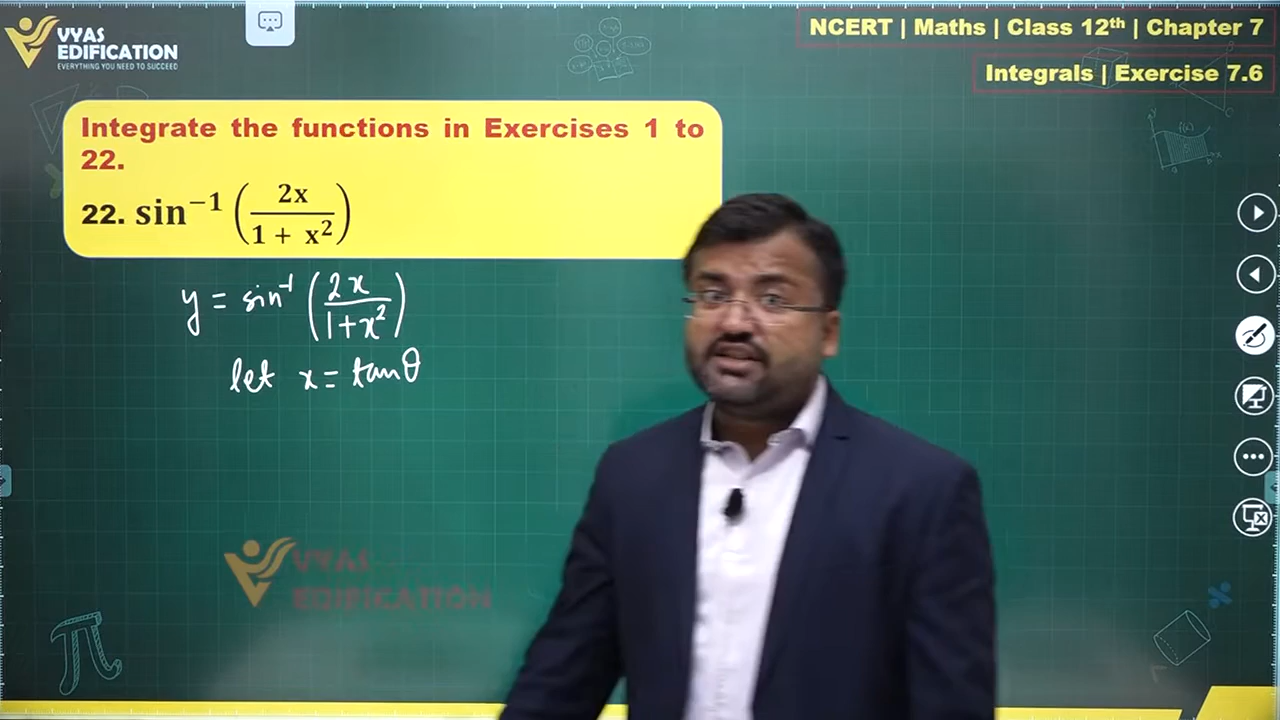 VYAS
EDIFICATION
EVERYTHING YOU NEED TO SUCCEED
NCERT | Maths | Class 12th | Chapter 7
Integrals | Exercise 7.6
Integrate the functions in Exercises 1 to
22.
22. sin⁻¹ (2x / 1 + x²)
y = sin⁻¹ (2x / 1+x²)
let x = tanθ
VYAS
EDIFICATION
π